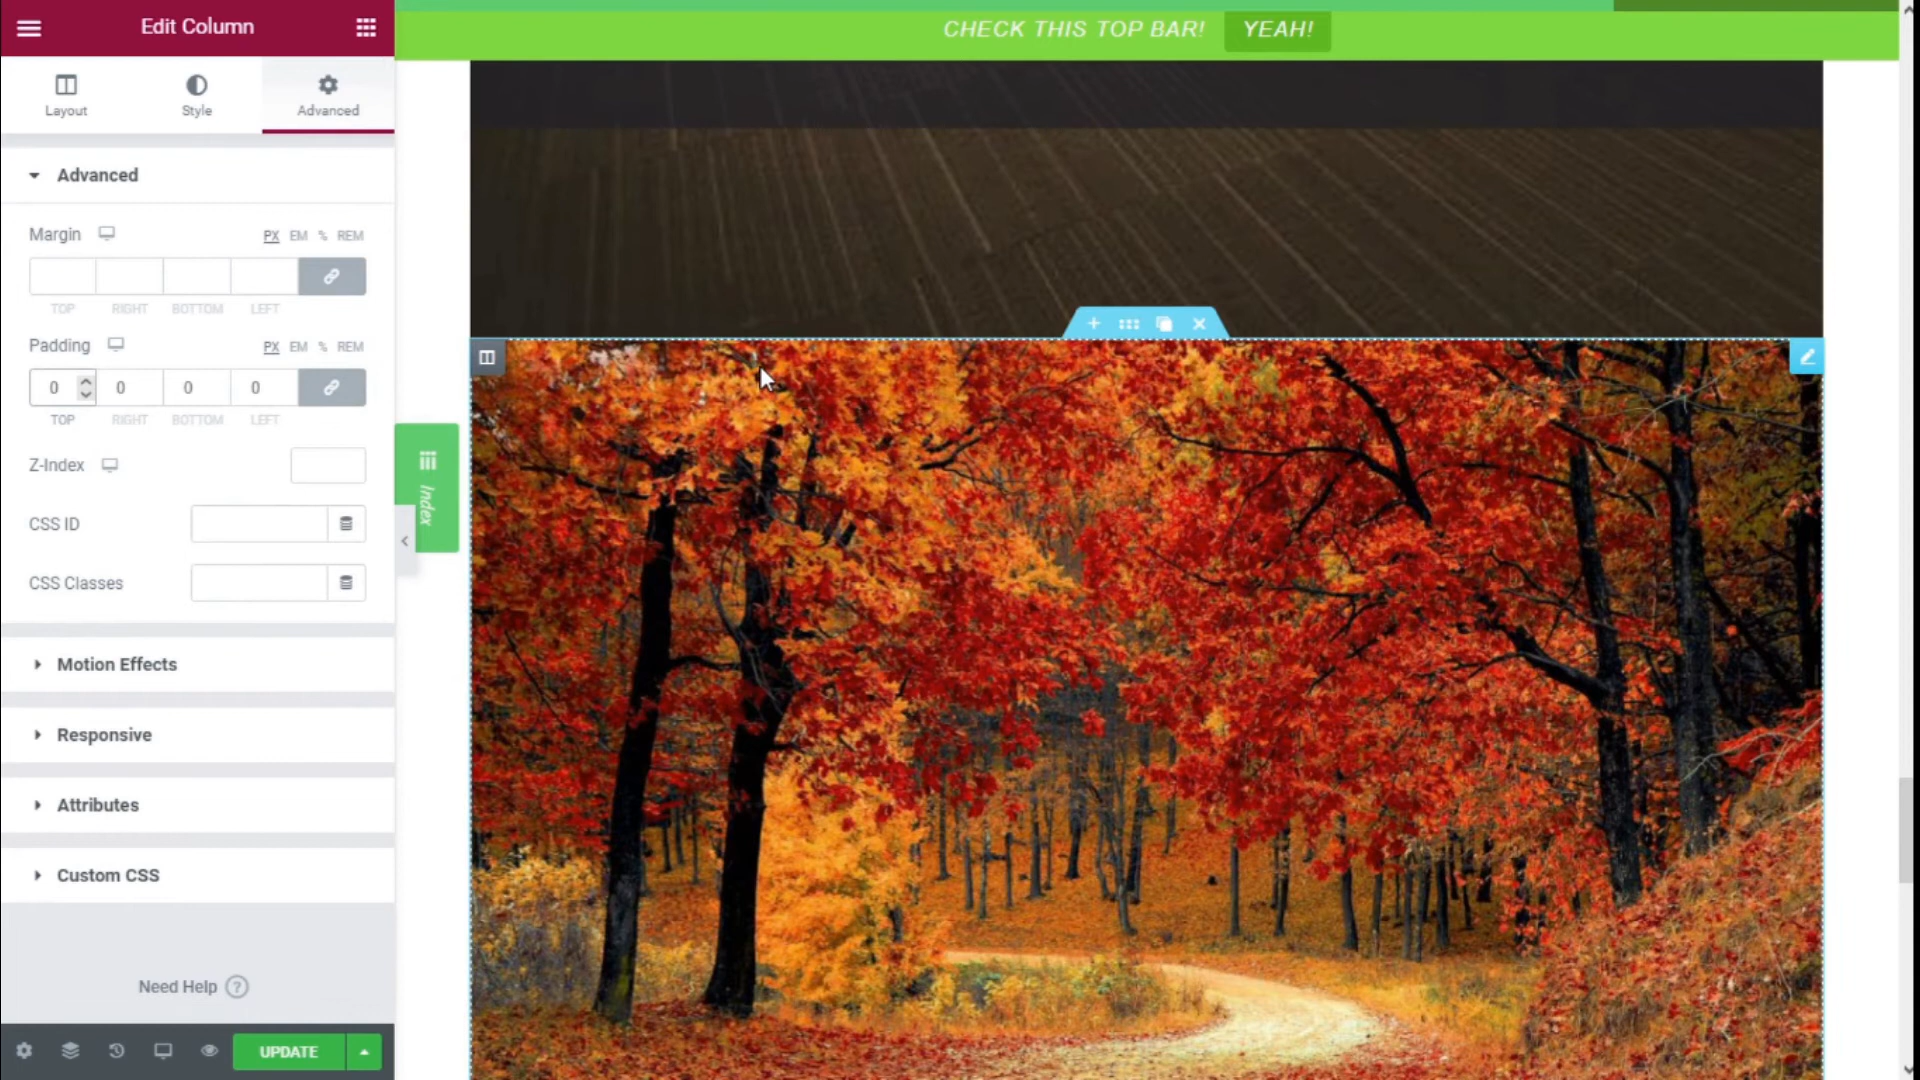 Edit Column
CHECK THIS TOP BAR!
YEAH!
Layout
Style
Advanced
Advanced
Margin
PX EM % REM
TOP RIGHT BOTTOM LEFT
Padding
PX EM % REM
0 0 0 0
TOP RIGHT BOTTOM LEFT
Z-Index
CSS ID
CSS Classes
Index
Motion Effects
Responsive
Attributes
Custom CSS
Need Help ?
UPDATE